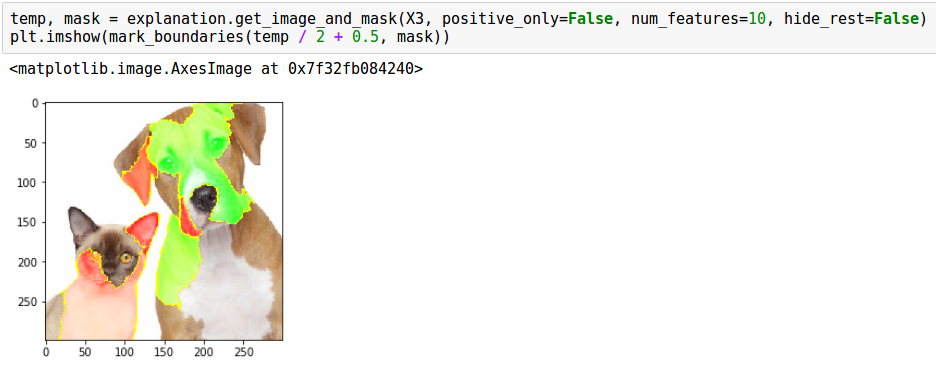 temp, mask = explanation.get_image_and_mask(X3, positive_only=False, num_features=10, hide_rest=False)
plt.imshow(mark_boundaries(temp / 2 + 0.5, mask))
<matplotlib.image.AxesImage at 0x7f32fb084240>
0
50
100
150
200
250
0 50 100 150 200 250